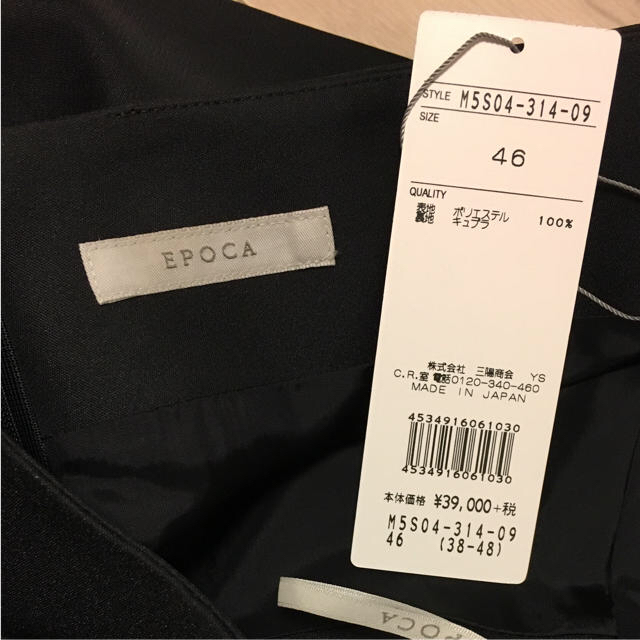 EPOCA
STYLE M5S04-314-09
SIZE
46
QUALITY
表地 ポリエステル
裏地 キュプラ 100%
株式会社 三陽商会 YS
C.R.室 電話0120-340-460
MADE IN JAPAN
4534916061030
4534916061030
本体価格 ¥39,000+税
M5S04-314-09
46 (38-48)
EPOCA